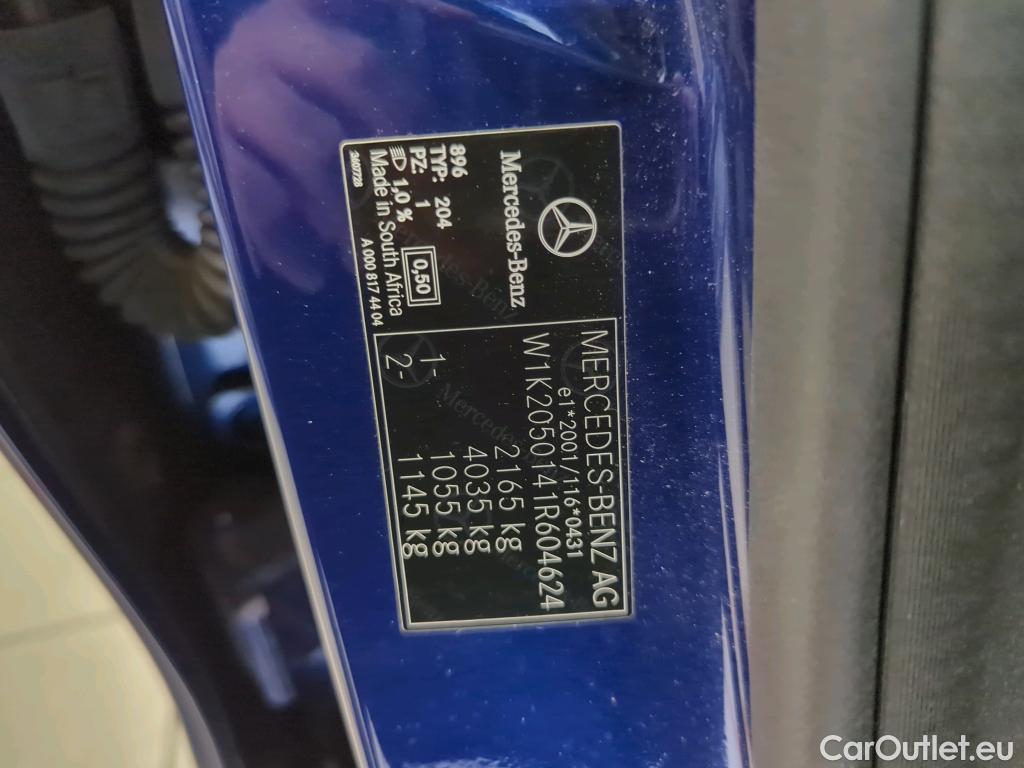 Mercedes-Benz
896
TYP: 204
PZ: 1
1,0 %
0,50
Made in South Africa
A 000 817 44 04
MERCEDES-BENZ AG
e1*2001/116*0431
W1K2050141R604624
2165 kg
4035 kg
1- 1055 kg
2- 1145 kg
CarOutlet.eu